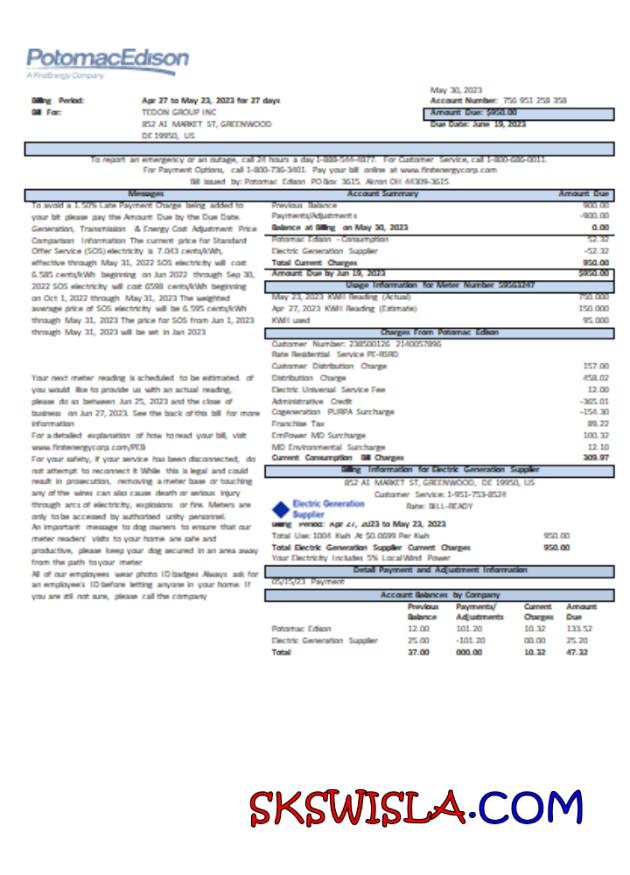 PotomacEdison
A FirstEnergy Company
May 30, 2023
Billing Period: Apr 27 to May 23, 2023 for 27 days
Account Number: 756 951 258 358
Bill For: TEDON GROUP INC
Amount Due: $950.00
852 A1 MARKET ST, GREENWOOD
Due Date: June 19, 2023
DE 19950, US
To report an emergency or an outage, call 24 hours a day 1-888-544-4877. For Customer Service, call 1-800-686-0011.
For Payment Options, call 1-800-736-3401. Pay your bill online at www.firstenergycorp.com
Bill issued by: Potomac Edison PO Box 3615, Akron OH 44309-3615
Messages
To avoid a 1.50% Late Payment Charge being added to
your bit please pay the Amount Due by the Due Date.
Generation, Transmission & Energy Cost Adjustment Price
Comparison Information The current price for Standard
Offer Service (SOS) electricity is 7.043 cents/kWh,
effective through May 31, 2022 SOS electricity will cost
6.585 cents/kWh beginning on Jun 2022 through Sep 30,
2022 SOS electricity will cost 6598 cents/kWh beginning
on Oct 1, 2022 through May 31, 2023 The weighted
average price of SOS electricity will be 6.595 cents/kWh
through May 31, 2023 The price for SOS from Jun 1, 2023
through May 31, 2023 will be set in Jan 2023
Your next meter reading is scheduled to be estimated. of
you would like to provide us with an actual reading,
please do so between Jun 25, 2023 and the close of
business on Jun 27, 2023. See the back of this bill for more
information
For a detailed explanation of how to read your bill, visit
www.firstenergycorp.com/PEB
For your safety, if your service has been disconnected, do
not attempt to reconnect it While this is legal and could
result in prosecution, removing a meter base or touching
any of the wires can also cause death or serious injury
through arcs of electricity, explosions or fire. Meters are
only to be accessed by authorized unity personnel.
An important message to dog owners to ensure that our
meter readers' visits to your home are safe and
productive, please keep your dog secured in an area away
from the path to your meter
All of our employees wear photo ID badges Always ask for
an employee's ID before letting anyone in your home. If
you are still not sure, please call the company
Account Summary Amount Due
Previous Balance 900.00
Payments/Adjustments -900.00
Balance at Billing on May 30, 2023 0.00
Potomac Edison - Consumption 52.32
Electric Generation Supplier -52.32
Total Current Charges 950.00
Amount Due by Jun 19, 2023 $950.00
Usage Information for Meter Number 59563247
May 23, 2023 KWH Reading (Actual) 750.000
Apr 27, 2023 KWH Reading (Estimate) 150.000
KWH used 95.000
Charges From Potomac Edison
Customer Number: 238500126 2140057896
Rate Residential Service PE-RSRD
Customer Distribution Charge 157.00
Distribution Charge 458.02
Electric Universal Service Fee 12.00
Administrative Credit -365.01
Cogeneration PURPA Surcharge -154.30
Franchise Tax 89.22
EmPower MD Surcharge 100.32
MD Environmental Surcharge 12.10
Current Consumption Bill Charges 309.97
Billing Information for Electric Generation Supplier
852 A1 MARKET ST, GREENWOOD, DE 19950, US
Customer Service: 1-951-753-8524
Electric Generation
Supplier
Rate: BILL-READY
Billing Period: Apr 27, 2023 to May 23, 2023
Total Use: 1004 Kwh At $0.0699 Per Kwh 950.00
Total Electric Generation Supplier Current Charges 950.00
Your Electricity Includes 5% Local Wind Power
Detail Payment and Adjustment Information
05/15/23 Payment
Account Balances by Company
Previous Balance Payments/ Adjustments Current Charges Amount Due
Potomac Edison 12.00 101.20 10.32 133.52
Electric Generation Supplier 25.00 -101.20 00.00 25.20
Total 37.00 000.00 10.32 47.32
SKSWISLA.COM